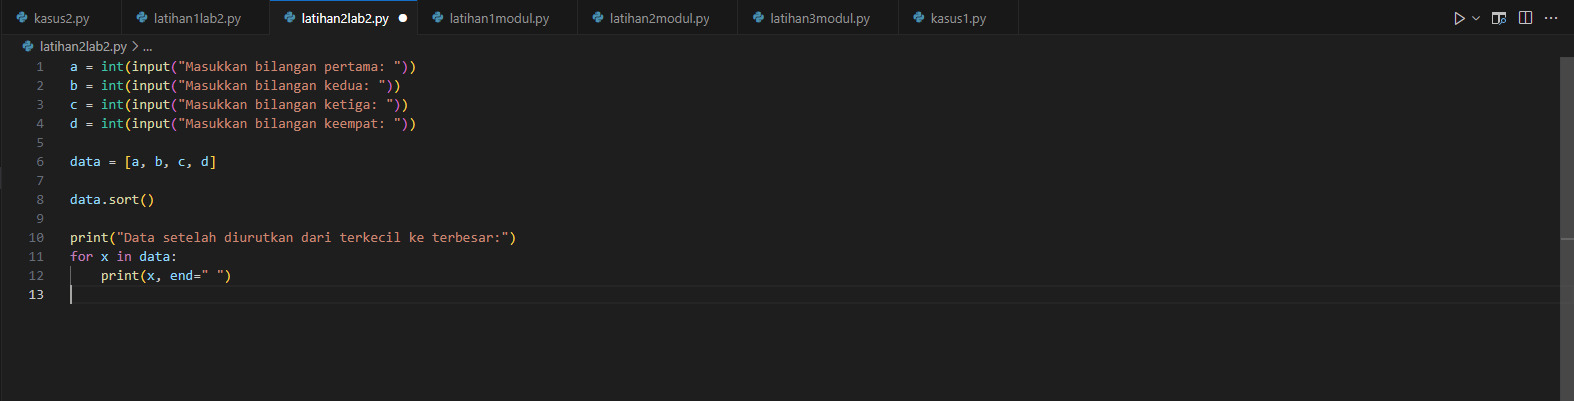 kasus2.py latihan1lab2.py latihan2lab2.py latihan1modul.py latihan2modul.py latihan3modul.py kasus1.py
latihan2lab2.py > ...
1 a = int(input("Masukkan bilangan pertama: "))
2 b = int(input("Masukkan bilangan kedua: "))
3 c = int(input("Masukkan bilangan ketiga: "))
4 d = int(input("Masukkan bilangan keempat: "))
5
6 data = [a, b, c, d]
7
8 data.sort()
9
10 print("Data setelah diurutkan dari terkecil ke terbesar:")
11 for x in data:
12     print(x, end=" ")
13